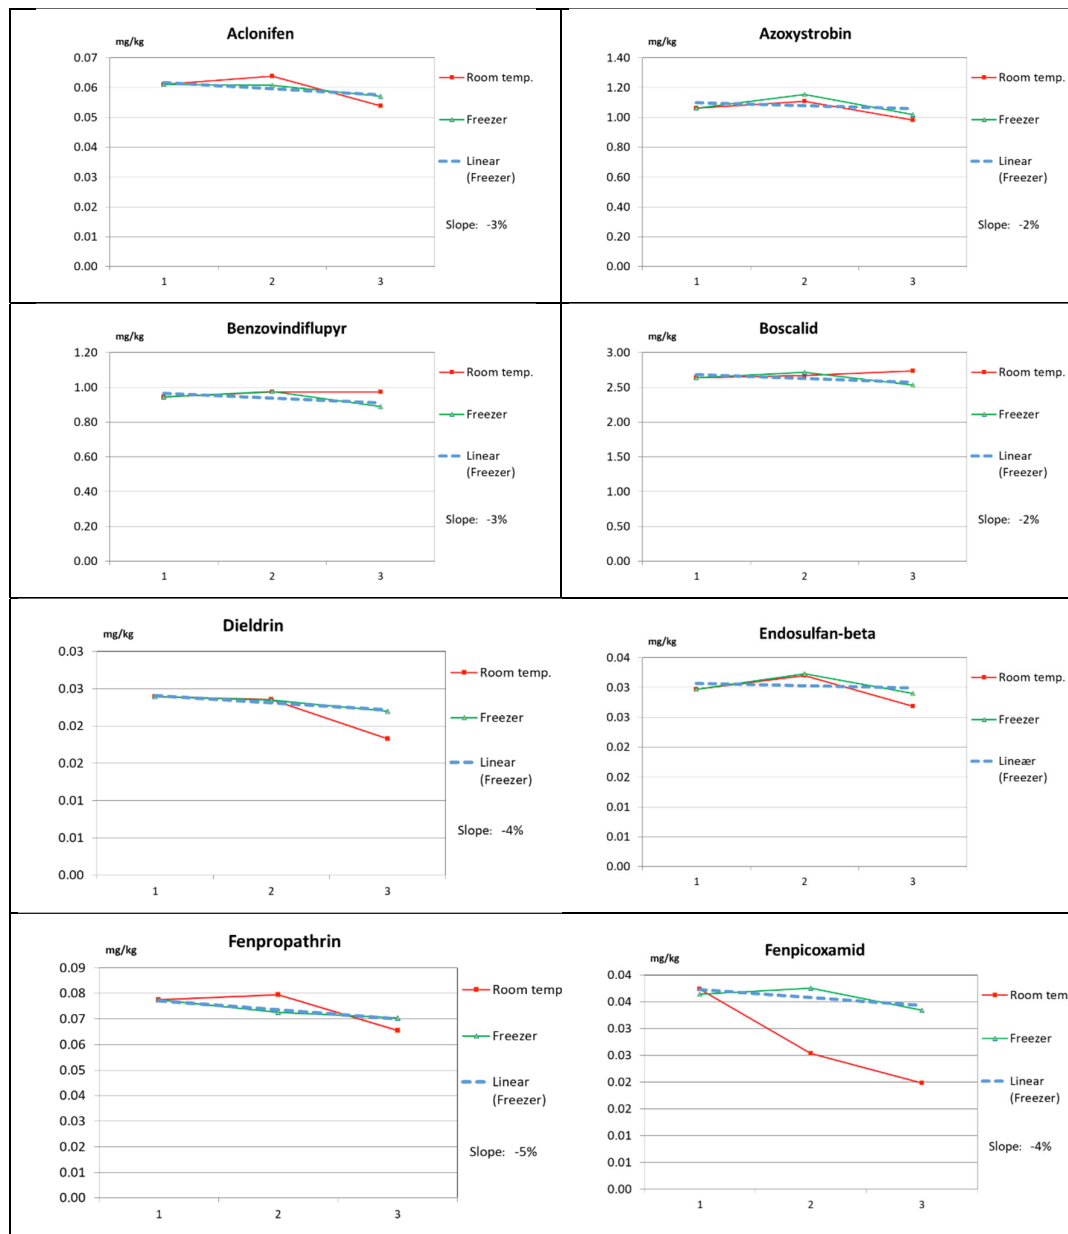 Aclonifen
mg/kg
0.07
0.06
0.05
0.04
0.03
0.02
0.01
0.00
1 2 3
Room temp.
Freezer
Linear
(Freezer)
Slope: -3%
Azoxystrobin
mg/kg
1.40
1.20
1.00
0.80
0.60
0.40
0.20
0.00
1 2 3
Room temp.
Freezer
Linear
(Freezer)
Slope: -2%
Benzovindiflupyr
mg/kg
1.20
1.00
0.80
0.60
0.40
0.20
0.00
1 2 3
Room temp.
Freezer
Linear
(Freezer)
Slope: -3%
Boscalid
mg/kg
3.00
2.50
2.00
1.50
1.00
0.50
0.00
1 2 3
Room temp.
Freezer
Linear
(Freezer)
Slope: -2%
Dieldrin
mg/kg
0.03
0.03
0.02
0.02
0.01
0.01
0.00
1 2 3
Room temp.
Freezer
Linear
(Freezer)
Slope: -4%
Endosulfan-beta
mg/kg
0.04
0.03
0.03
0.02
0.02
0.01
0.01
0.00
1 2 3
Room temp.
Freezer
Lineær
(Freezer)
Fenpropathrin
mg/kg
0.09
0.08
0.07
0.06
0.05
0.04
0.03
0.02
0.01
0.00
1 2 3
Room temp
Freezer
Linear
(Freezer)
Slope: -5%
Fenpicoxamid
mg/kg
0.04
0.04
0.03
0.03
0.02
0.02
0.01
0.01
0.00
1 2 3
Room tem
Freezer
Linear
(Freezer)
Slope: -4%